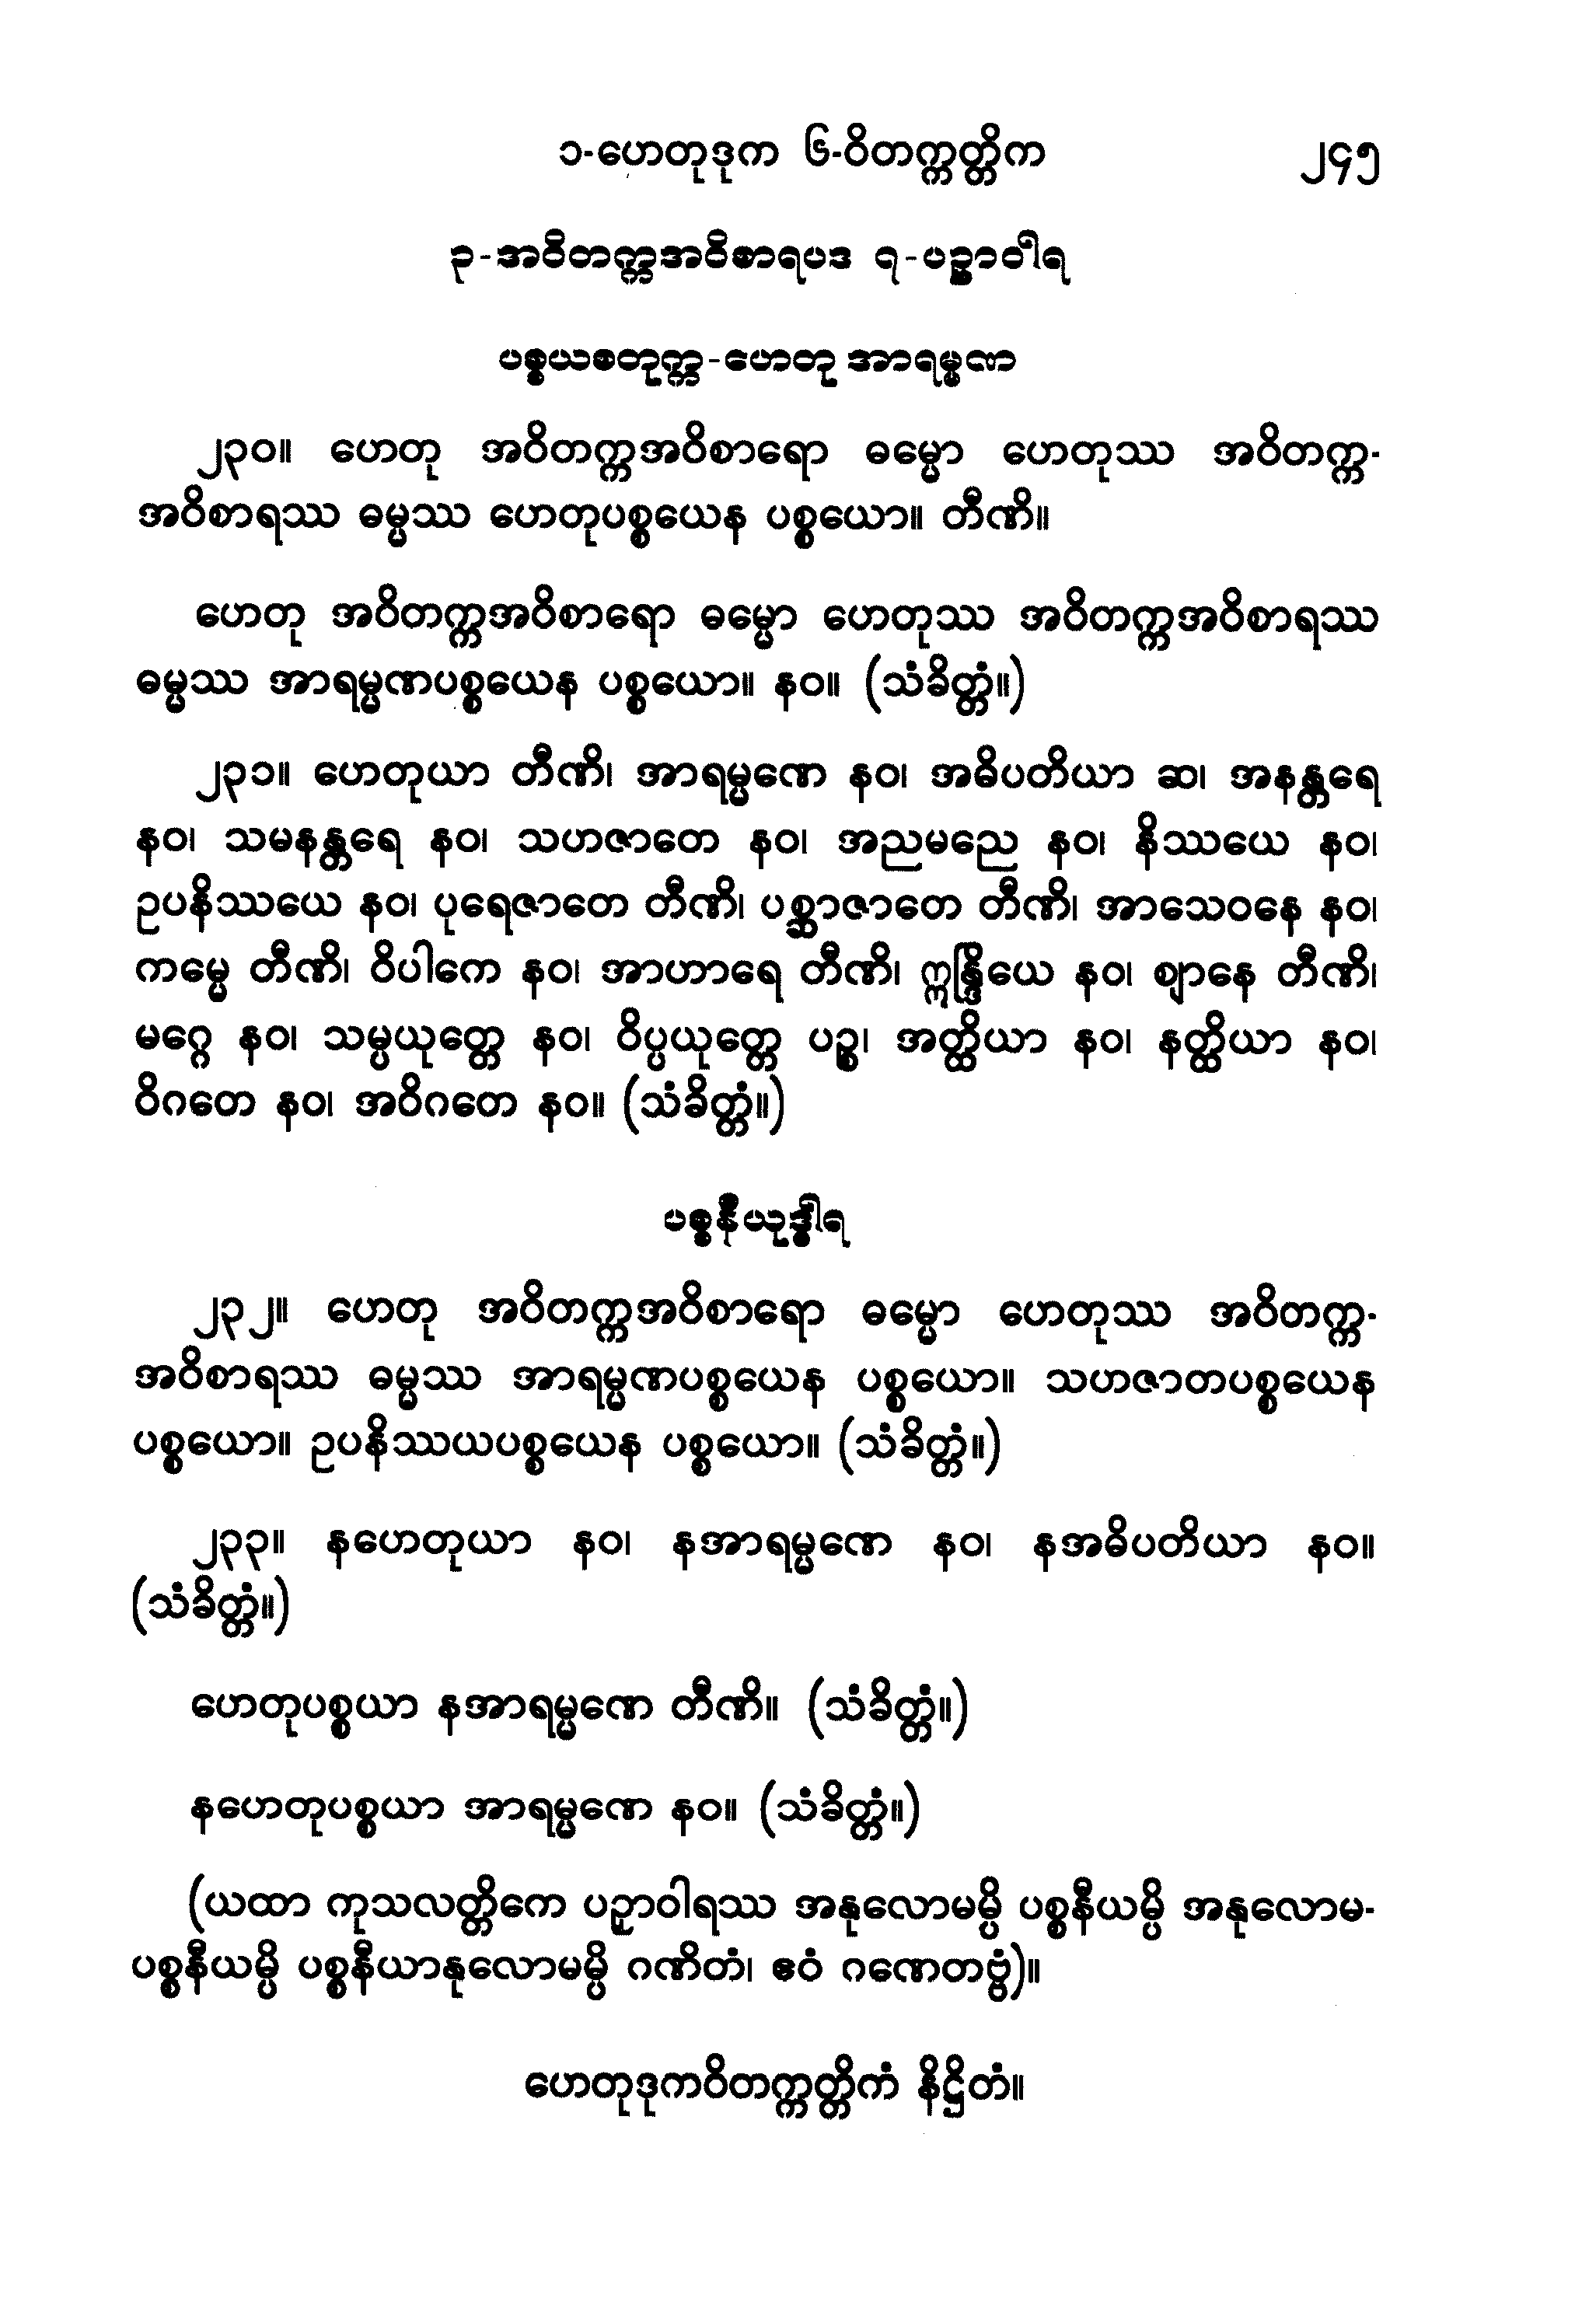 ၁-ဟေတုဒုက ၆-ဝိတက္ကတ္တိက ၂၄၅
၃-အဝိတက္ကအဝိစာရပဒ ၇-ပဉှာဝါရ
ပစ္စယစတုက္က-ဟေတု အာရမ္မဏ
၂၃၀။ ဟေတု အဝိတက္ကအဝိစာရော ဓမ္မော ဟေတုဿ အဝိတက္က-
အဝိစာရဿ ဓမ္မဿ ဟေတုပစ္စယေန ပစ္စယော။ တီဏိ။
ဟေတု အဝိတက္ကအဝိစာရော ဓမ္မော ဟေတုဿ အဝိတက္ကအဝိစာရဿ
ဓမ္မဿ အာရမ္မဏပစ္စယေန ပစ္စယော။ နဝ။ (သံခိတ္တံ။)
၂၃၁။ ဟေတုယာ တီဏိ၊ အာရမ္မဏေ နဝ၊ အဓိပတိယာ ဆ၊ အနန္တရေ
နဝ၊ သမနန္တရေ နဝ၊ သဟဇာတေ နဝ၊ အညမညေ နဝ၊ နိဿယေ နဝ၊
ဥပနိဿယေ နဝ၊ ပုရေဇာတေ တီဏိ၊ ပစ္ဆာဇာတေ တီဏိ၊ အာသေဝနေ နဝ၊
ကမ္မေ တီဏိ၊ ဝိပါကေ နဝ၊ အာဟာရေ တီဏိ၊ ဣန္ဒြိယေ နဝ၊ ဈာနေ တီဏိ၊
မဂ္ဂေ နဝ၊ သမ္ပယုတ္တေ နဝ၊ ဝိပ္ပယုတ္တေ ပဉ္စ၊ အတ္ထိယာ နဝ၊ နတ္ထိယာ နဝ၊
ဝိဂတေ နဝ၊ အဝိဂတေ နဝ။ (သံခိတ္တံ။)
ပစ္စနီယုဒ္ဓါရ
၂၃၂။ ဟေတု အဝိတက္ကအဝိစာရော ဓမ္မော ဟေတုဿ အဝိတက္က-
အဝိစာရဿ ဓမ္မဿ အာရမ္မဏပစ္စယေန ပစ္စယော။ သဟဇာတပစ္စယေန
ပစ္စယော။ ဥပနိဿယပစ္စယေန ပစ္စယော။ (သံခိတ္တံ။)
၂၃၃။ နဟေတုယာ နဝ၊ နအာရမ္မဏေ နဝ၊ နအဓိပတိယာ နဝ။
(သံခိတ္တံ။)
ဟေတုပစ္စယာ နအာရမ္မဏေ တီဏိ။ (သံခိတ္တံ။)
နဟေတုပစ္စယာ အာရမ္မဏေ နဝ။ (သံခိတ္တံ။)
(ယထာ ကုသလတ္တိကေ ပဉှာဝါရဿ အနုလောမမ္ပိ ပစ္စနီယမ္ပိ အနုလောမ-
ပစ္စနီယမ္ပိ ပစ္စနီယာနုလောမမ္ပိ ဂဏိတံ၊ ဧဝံ ဂဏေတဗ္ဗံ)။
ဟေတုဒုကဝိတက္ကတ္တိကံ နိဋ္ဌိတံ။